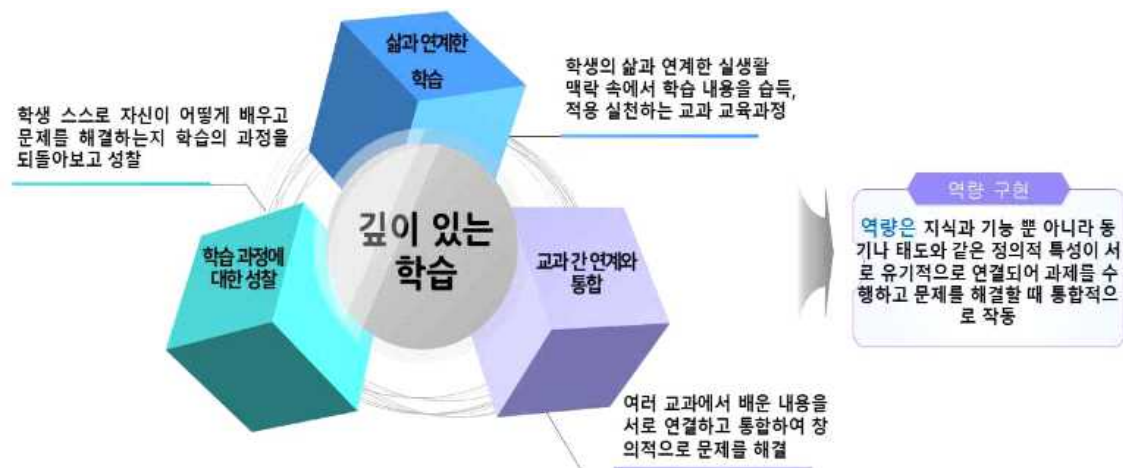 삶과 연계한
학습
학생의 삶과 연계한 실생활
맥락 속에서 학습 내용을 습득,
적용 실천하는 교과 교육과정
학생 스스로 자신이 어떻게 배우고
문제를 해결하는지 학습의 과정을
되돌아보고 성찰
깊이 있는
학습
학습 과정에
대한 성찰
교과 간 연계와
통합
여러 교과에서 배운 내용을
서로 연결하고 통합하여 창
의적으로 문제를 해결
역량 구현
역량은 지식과 기능 뿐 아니라 동
기나 태도와 같은 정의적 특성이 서
로 유기적으로 연결되어 과제를 수
행하고 문제를 해결할 때 통합적으
로 작동